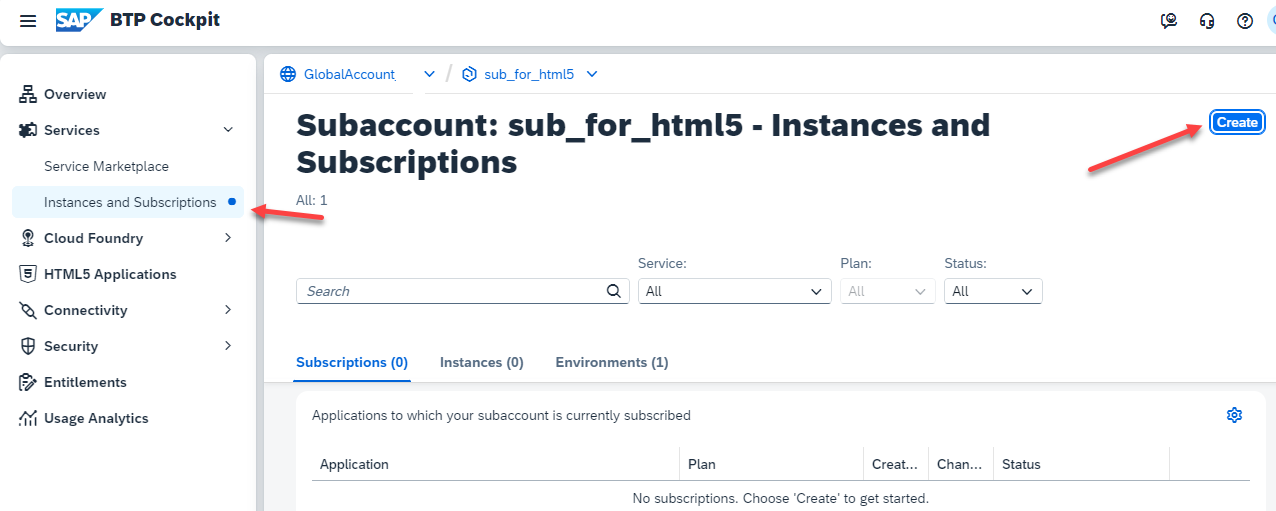 SAP BTP Cockpit
GlobalAccount / sub_for_html5
Overview
Services
Service Marketplace
Instances and Subscriptions
Cloud Foundry
HTML5 Applications
Connectivity
Security
Entitlements
Usage Analytics
Subaccount: sub_for_html5 - Instances and
Subscriptions
Create
All: 1
Service: Plan: Status:
Search All All All
Subscriptions (0) Instances (0) Environments (1)
Applications to which your subaccount is currently subscribed
Application Plan Creat... Chan... Status
No subscriptions. Choose 'Create' to get started.